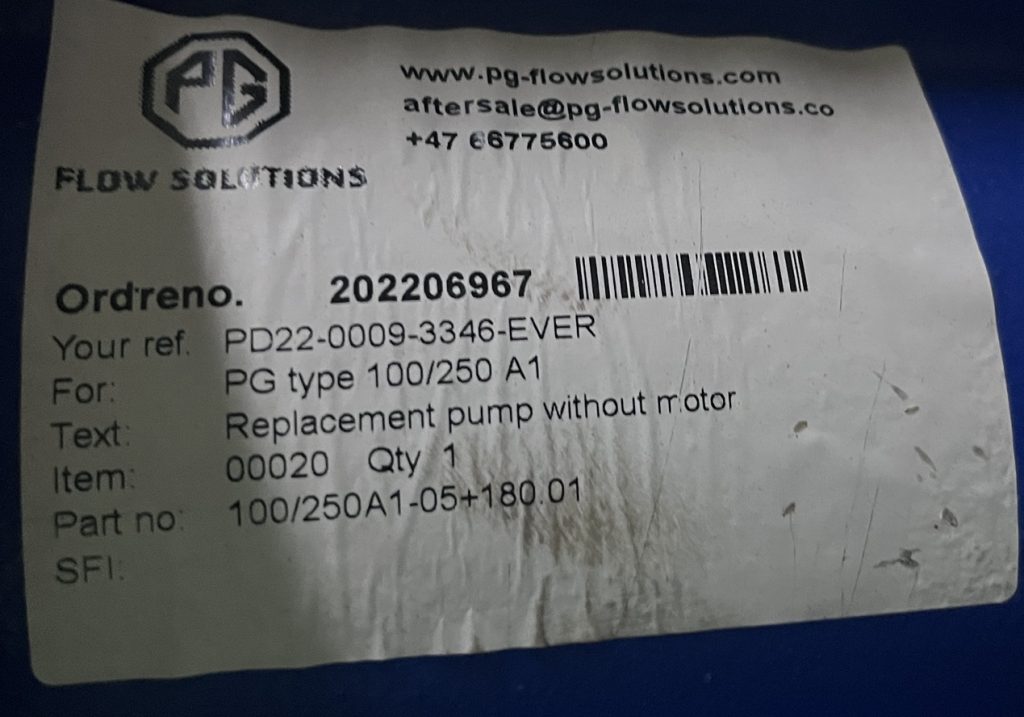 PG
www.pg-flowsolutions.com
aftersale@pg-flowsolutions.co
+47 66775600
FLOW SOLUTIONS
Ordreno. 202206967
Your ref. PD22-0009-3346-EVER
For: PG type 100/250 A1
Text: Replacement pump without motor
Item: 00020 Qty 1
Part no: 100/250A1-05+180.01
SFI: